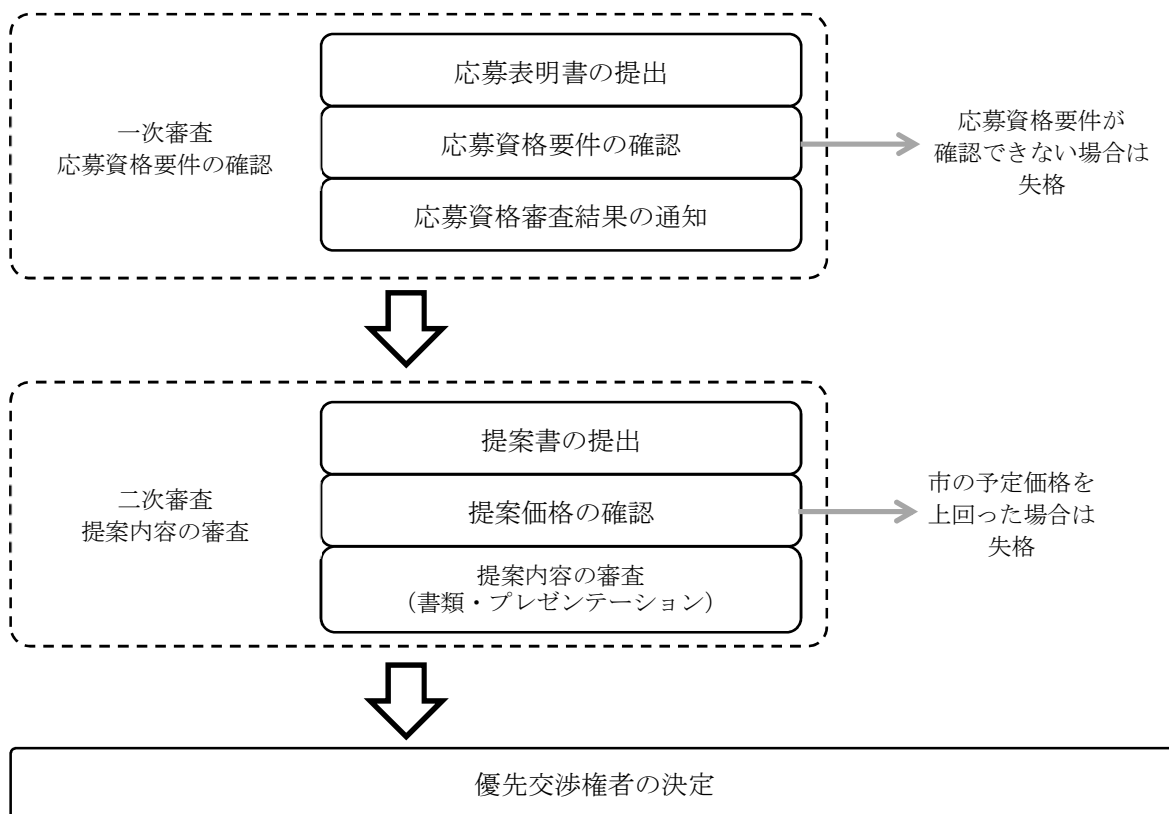 応募表明書の提出
一次審査
応募資格要件の確認
応募資格要件の確認
応募資格審査結果の通知
応募資格要件が
確認できない場合は
失格
提案書の提出
二次審査
提案内容の審査
提案価格の確認
提案内容の審査
（書類・プレゼンテーション）
市の予定価格を
上回った場合は
失格
優先交渉権者の決定